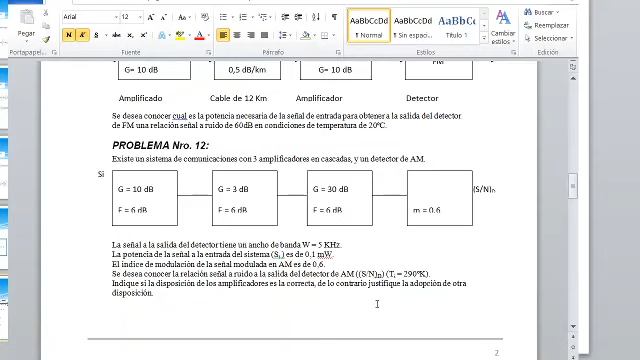 Pegar
Portapapeles
Arial
12
Fuente
Párrafo
AaBbCcDd
¶ Normal
AaBbCcDd
¶ Sin espac...
AaBbCc
Título 1
Estilos
Cambiar
estilos
Buscar
Reemplazar
Seleccionar
Edición
G= 10 dB
0,5 dB/km
G= 10 dB
FM
Amplificado
Cable de 12 Km
Amplificador
Detector
Se desea conocer cual es la potencia necesaria de la señal de entrada para obtener a la salida del detector
de FM una relación señal a ruido de 60dB en condiciones de temperatura de 20ºC.
PROBLEMA Nro. 12:
Existe un sistema de comunicaciones con 3 amplificadores en cascadas, y un detector de AM.
Si
G = 10 dB
G = 3 dB
G = 30 dB
(S/N)
F = 6 dB
F = 6 dB
F = 6 dB
m = 0.6
La señal a la salida del detector tiene un ancho de banda W = 5 KHz.
La potencia de la señal a la entrada del sistema (Si) es de 0,1 mW.
El índice de modulación de la señal modulada en AM es de 0,6.
Se desea conocer la relación señal a ruido a la salida del detector de AM ((S/N) (Ti = 290ºK).
Indique si la disposición de los amplificadores es la correcta, de lo contrario justifique la adopción de otra
disposición.
2